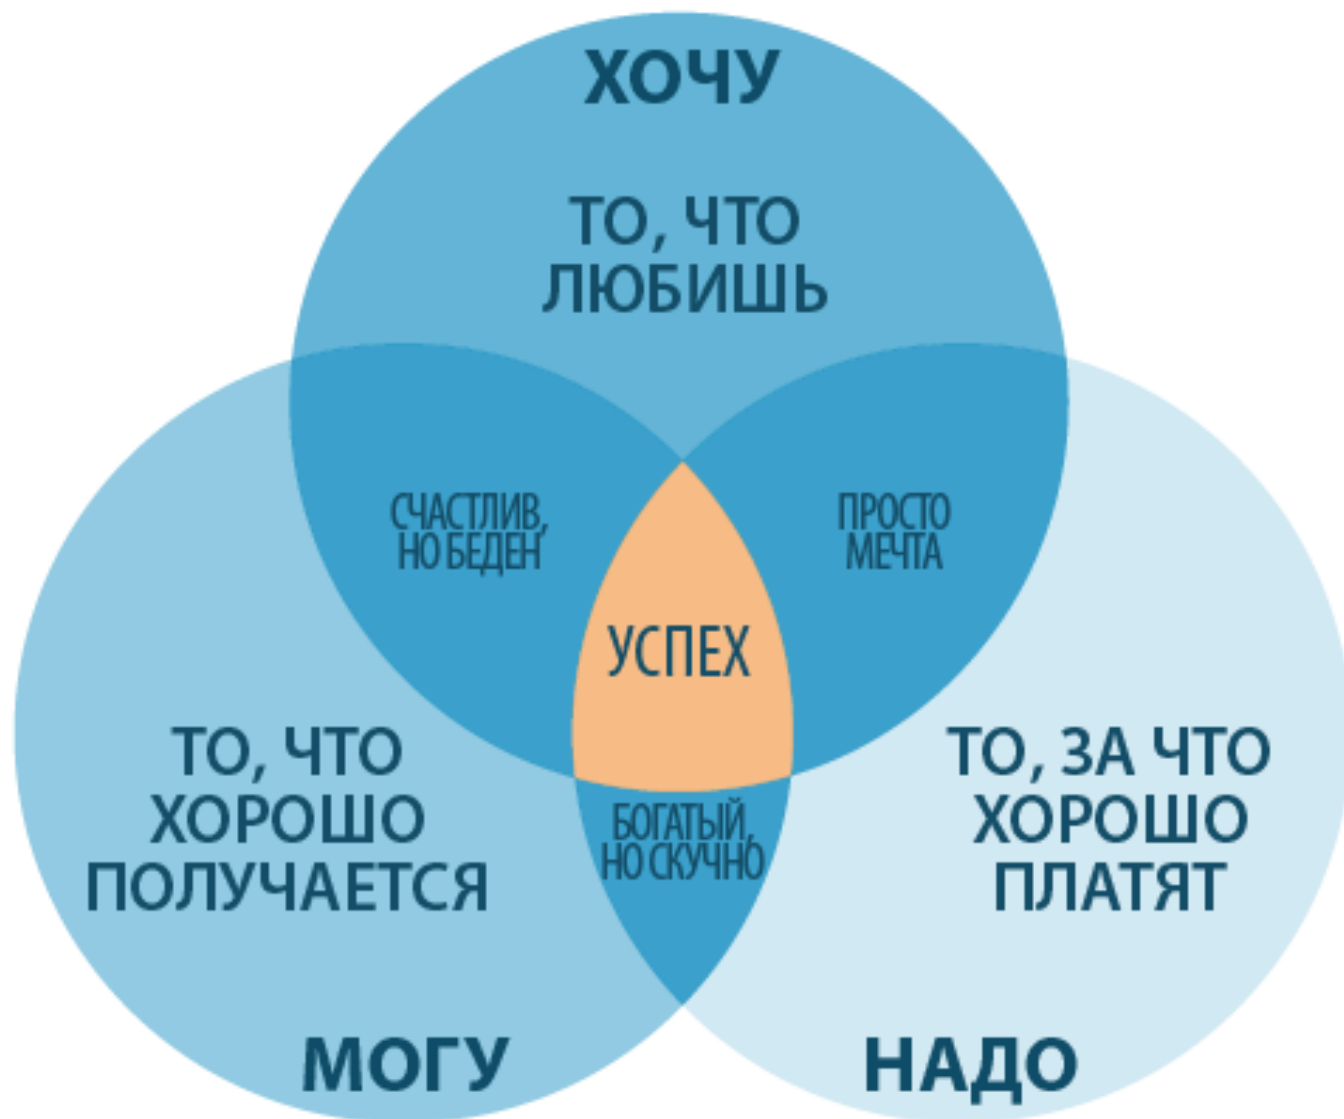 ХОЧУ
ТО, ЧТО
ЛЮБИШЬ
СЧАСТЛИВ,
НО БЕДЕН
ПРОСТО
МЕЧТА
УСПЕХ
ТО, ЧТО
ХОРОШО
ПОЛУЧАЕТСЯ
ТО, ЗА ЧТО
ХОРОШО
ПЛАТЯТ
БОГАТЫЙ,
НО СКУЧНО
МОГУ
НАДО